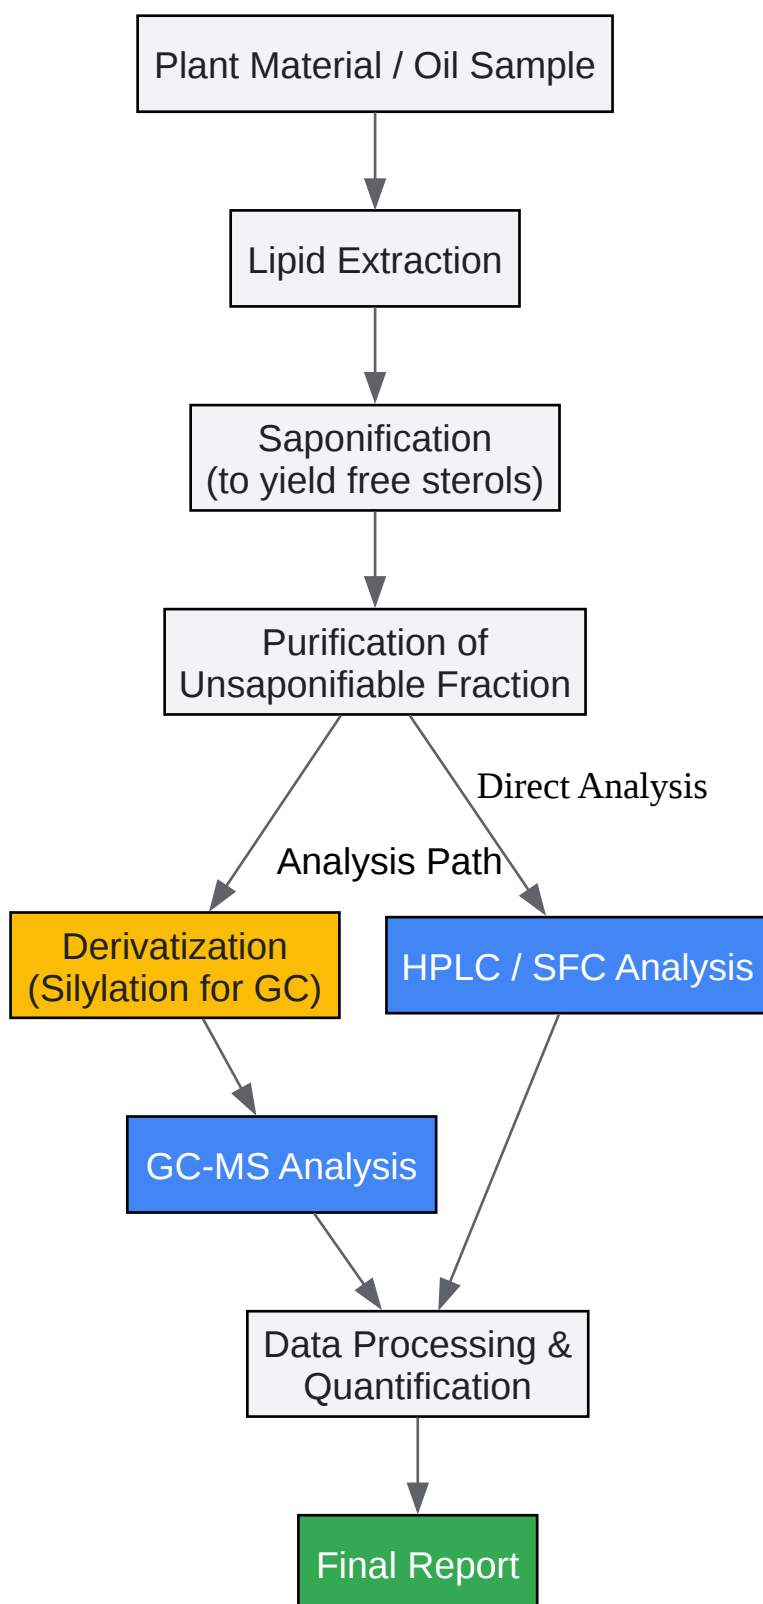 Plant Material / Oil Sample
Lipid Extraction
Saponification
(to yield free sterols)
Purification of
Unsaponifiable Fraction
Direct Analysis
Analysis Path
Derivatization
(Silylation for GC)
HPLC / SFC Analysis
GC-MS Analysis
Data Processing &
Quantification
Final Report